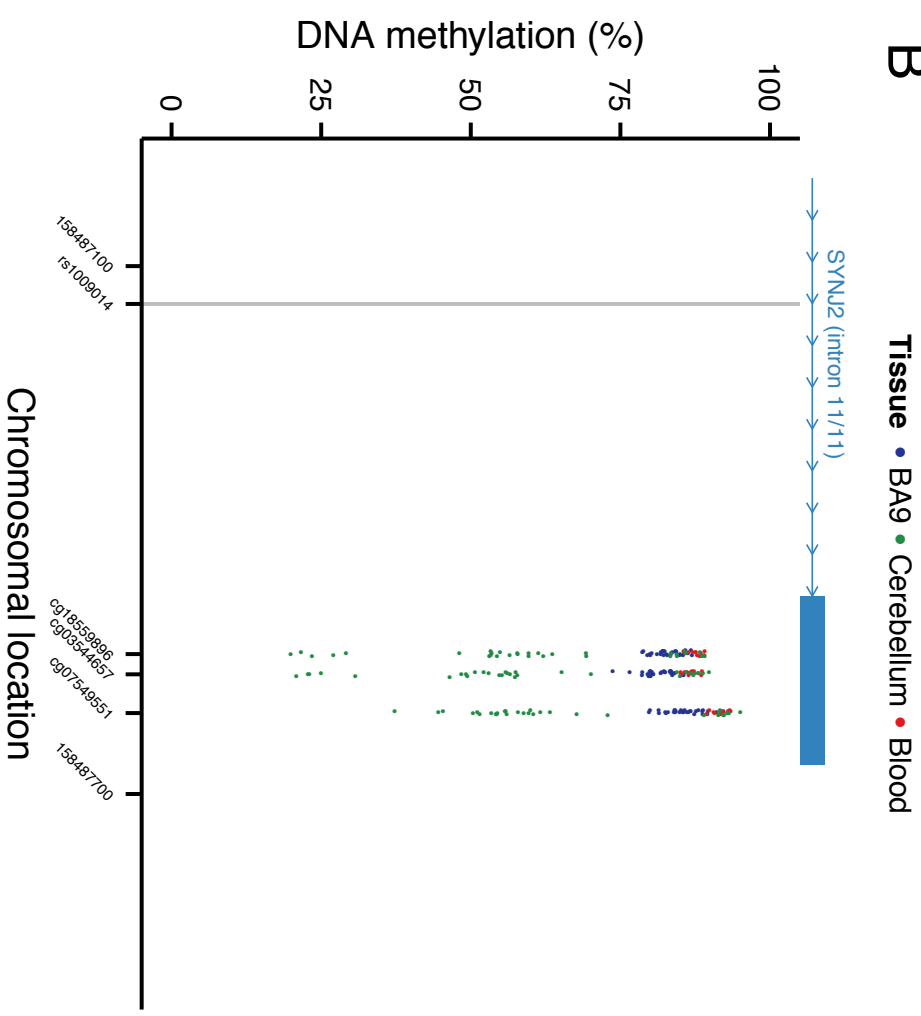 B
Tissue • BA9 • Cerebellum • Blood
SYNJ2 (intron 11/11)
DNA methylation (%)
100
75
50
25
0
158487100
rs1009014
cg18559896
cg03544657
cg07549551
158487700
Chromosomal location